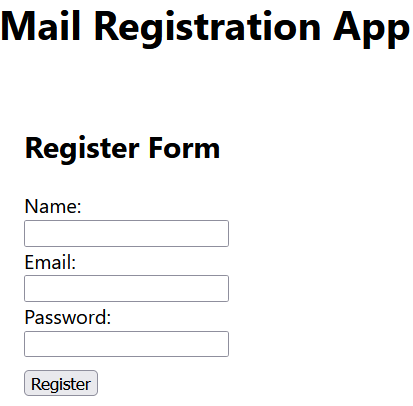 Mail Registration App
Register Form
Name:
Email:
Password:
Register